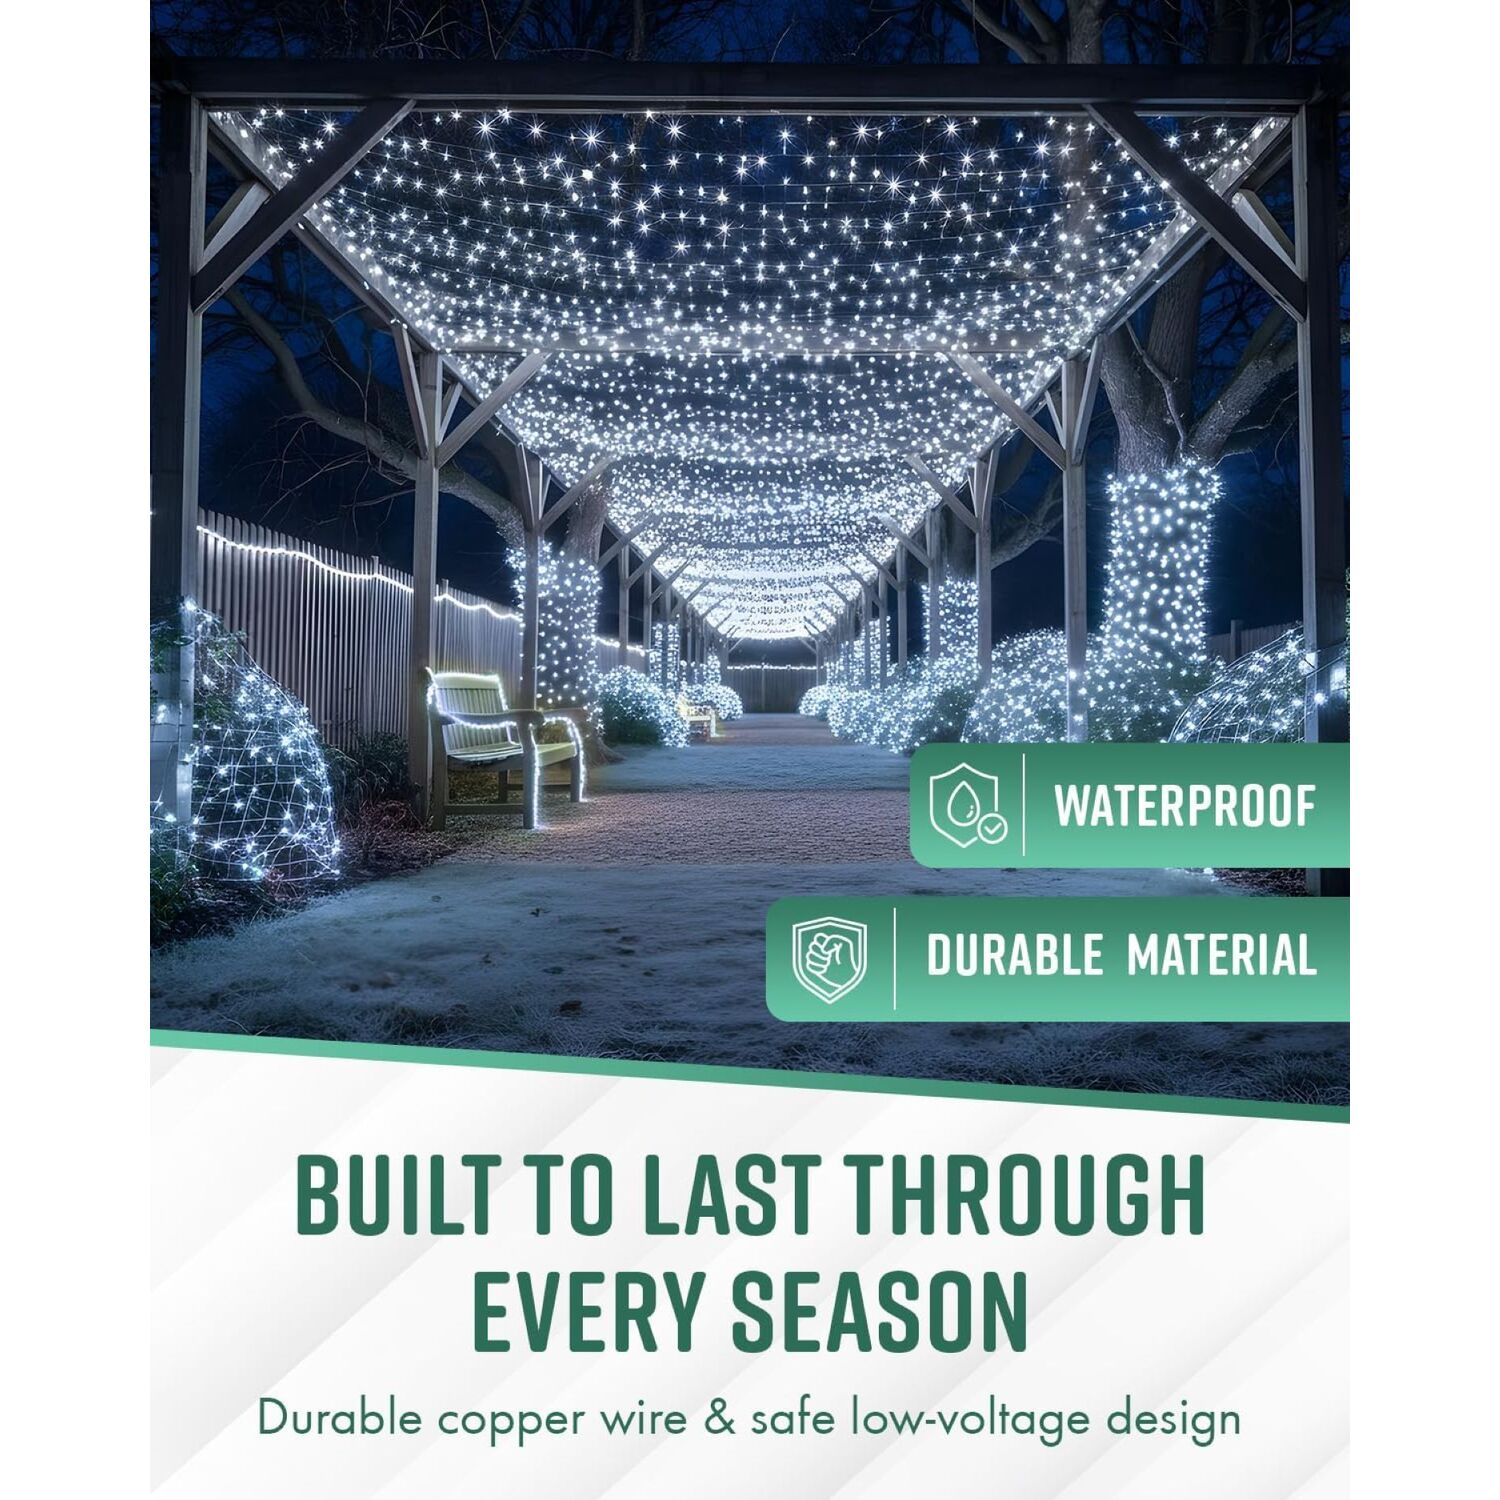 WATERPROOF
DURABLE MATERIAL
BUILT TO LAST THROUGH
EVERY SEASON
Durable copper wire & safe low-voltage design